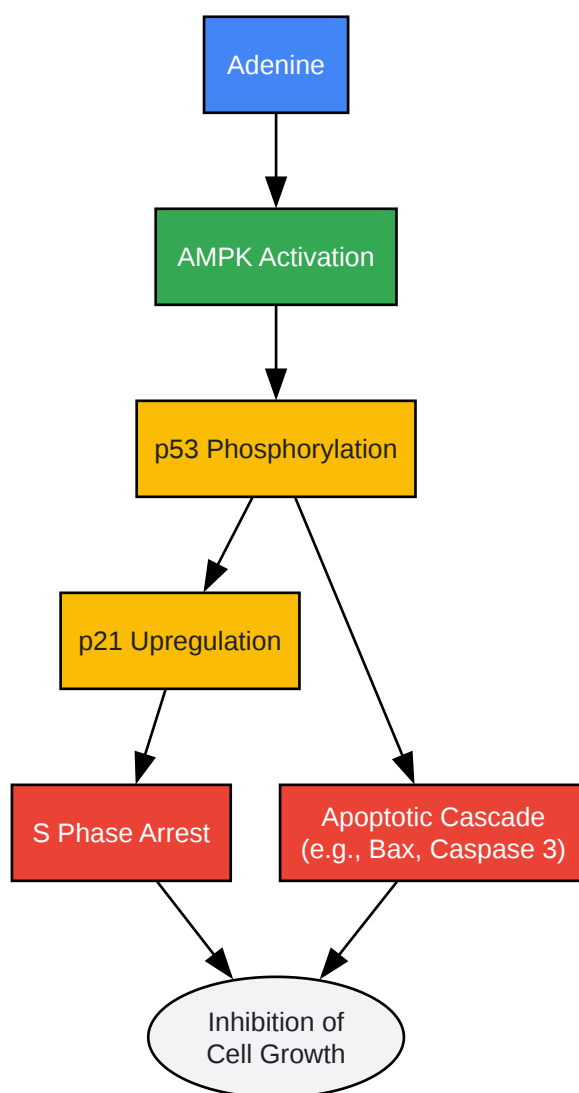 Adenine
AMPK Activation
p53 Phosphorylation
p21 Upregulation
S Phase Arrest
Apoptotic Cascade
(e.g., Bax, Caspase 3)
Inhibition of
Cell Growth